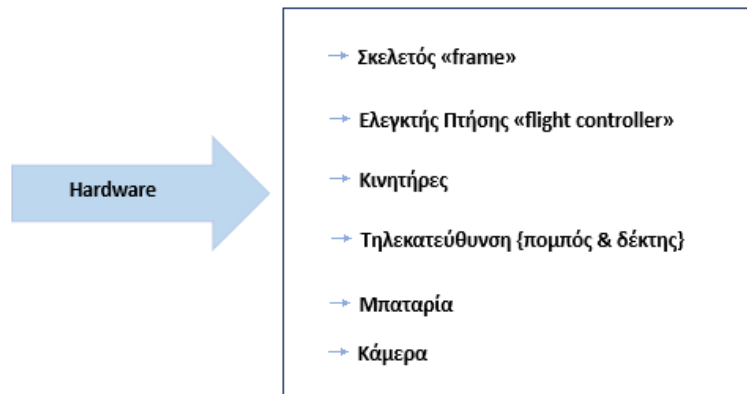 Hardware
Σκελετός «frame»
Ελεγκτής Πτήσης «flight controller»
Κινητήρες
Τηλεκατεύθυνση {πομπός & δέκτης}
Μπαταρία
Κάμερα